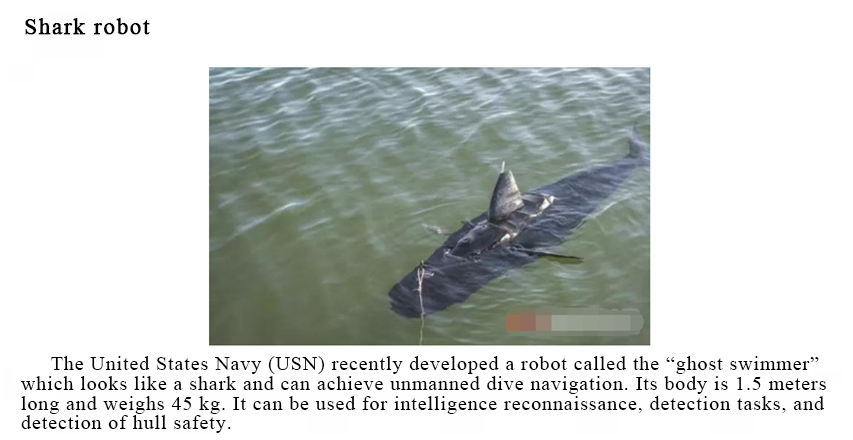 Shark robot
The United States Navy (USN) recently developed a robot called the “ghost swimmer”
which looks like a shark and can achieve unmanned dive navigation. Its body is 1.5 meters
long and weighs 45 kg. It can be used for intelligence reconnaissance, detection tasks, and
detection of hull safety.